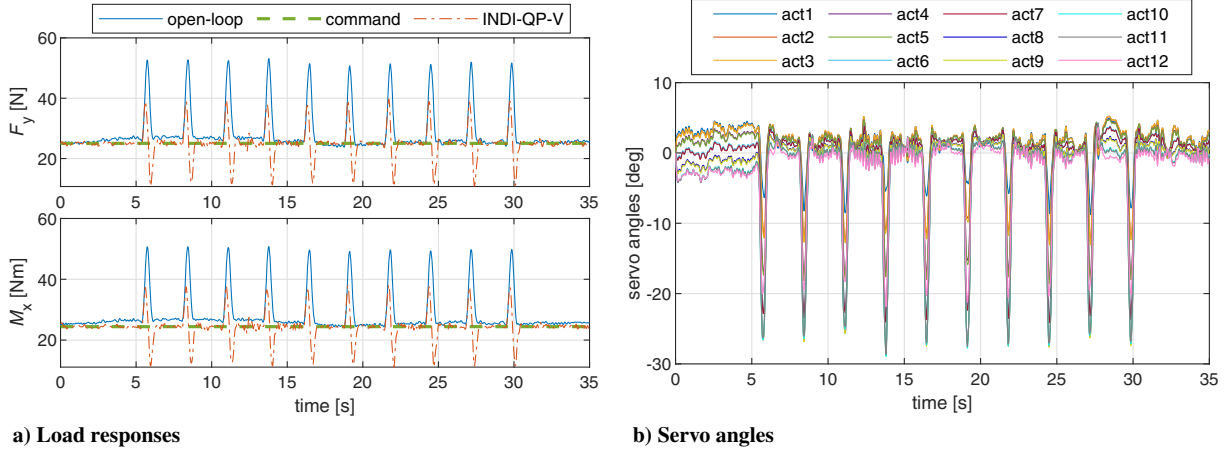 open-loop command INDI-QP-V
60
40
20
F_y [N]
0 5 10 15 20 25 30 35
60
40
20
M_x [Nm]
0 5 10 15 20 25 30 35
time [s]
a) Load responses
act1 act4 act7 act10
act2 act5 act8 act11
act3 act6 act9 act12
10
0
-10
-20
-30
servo angles [deg]
0 5 10 15 20 25 30 35
time [s]
b) Servo angles